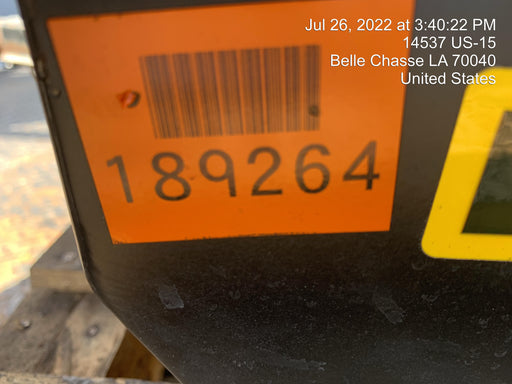 Jul 26, 2022 at 3:40:22 PM
14537 US-15
Belle Chasse LA 70040
United States
189264